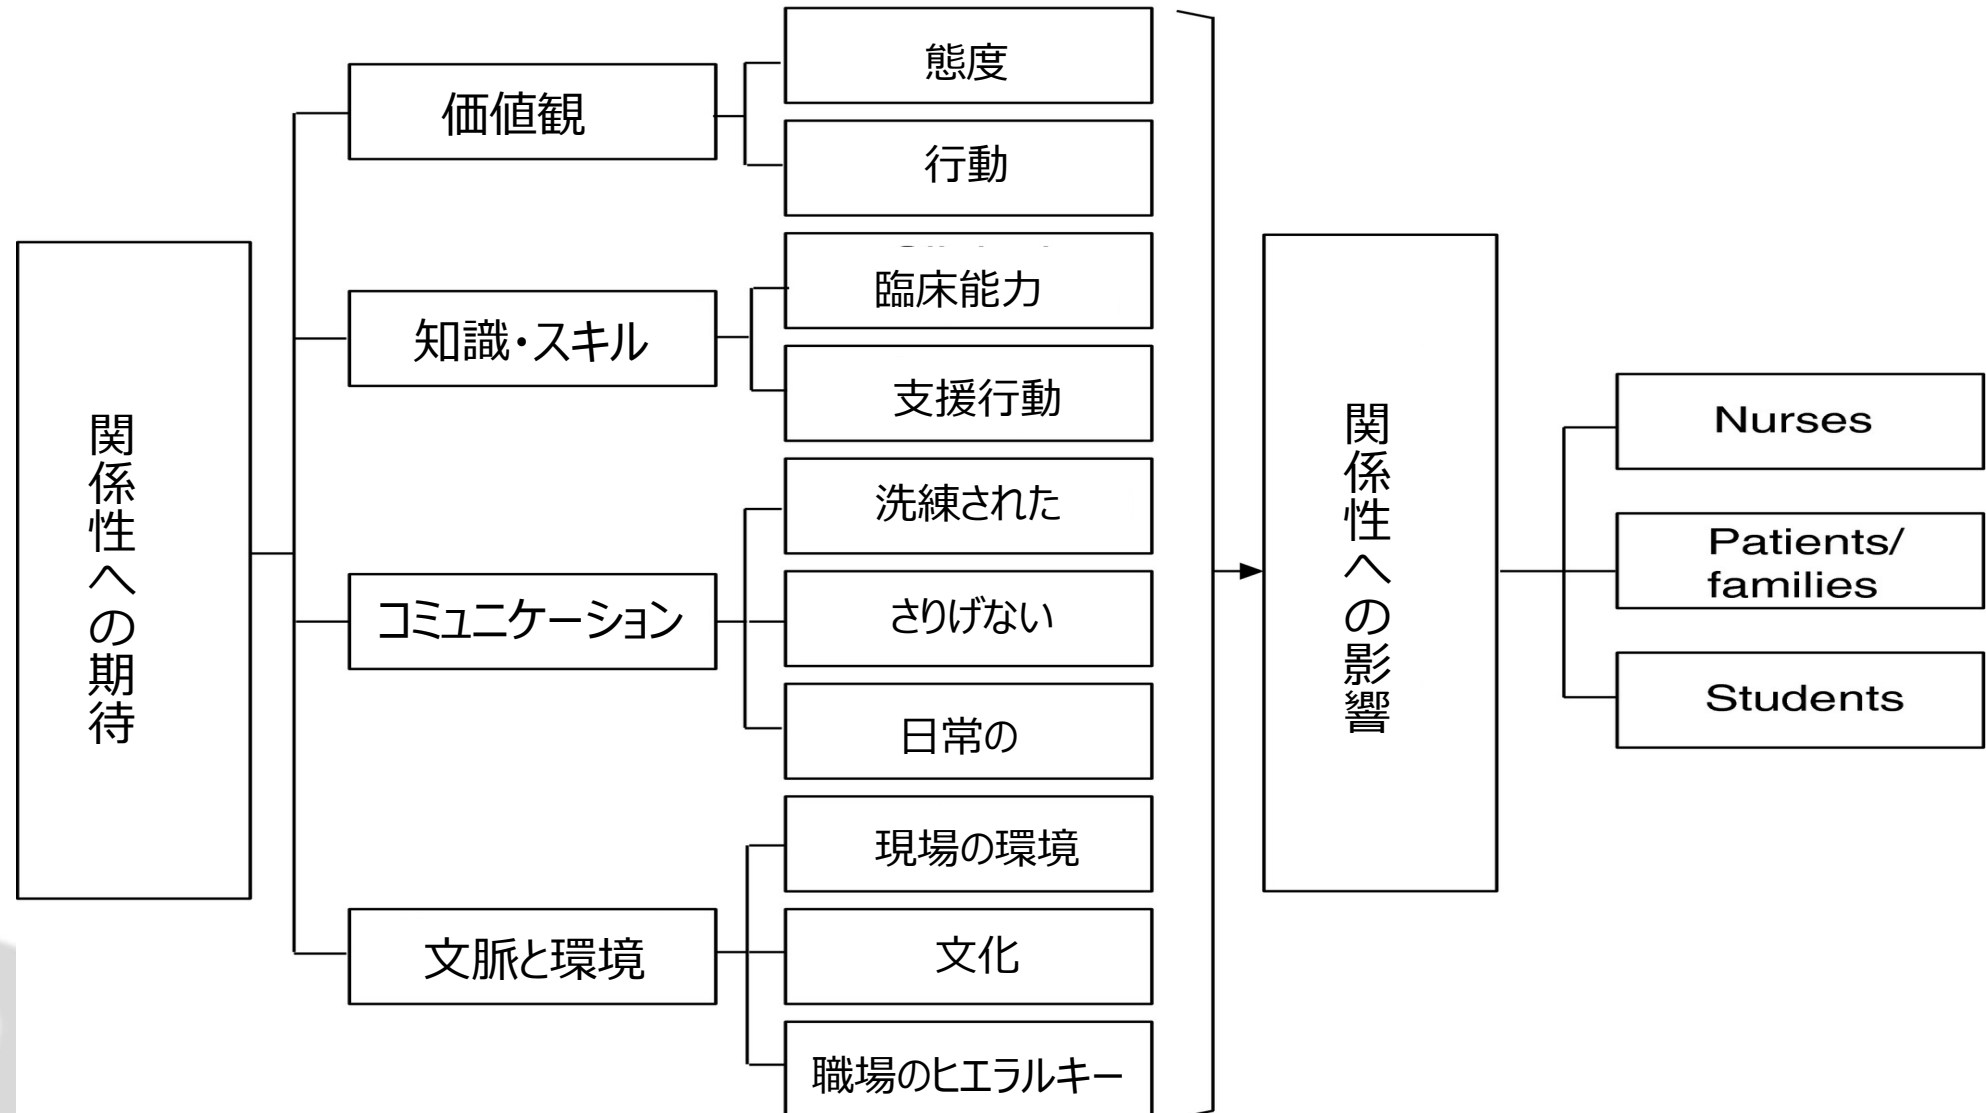 関係性への期待
価値観
態度
行動
知識・スキル
臨床能力
支援行動
コミュニケーション
洗練された
さりげない
日常の
文脈と環境
現場の環境
文化
職場のヒエラルキー
関係性への影響
Nurses
Patients/
families
Students